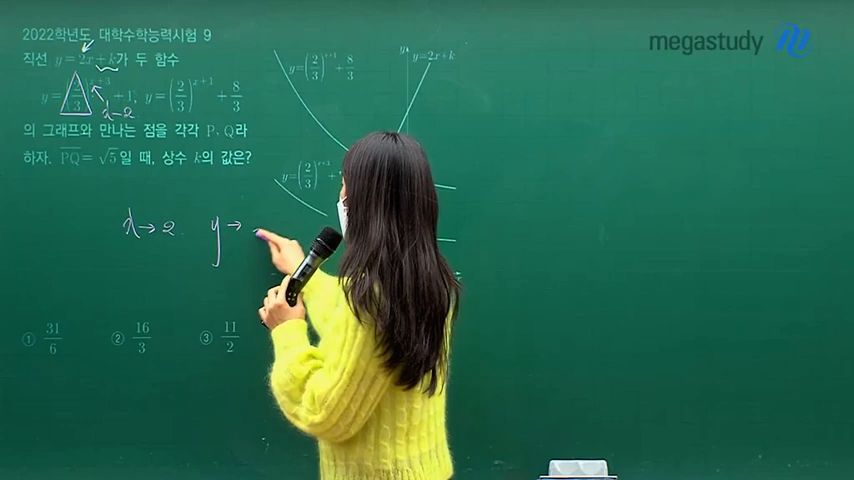 2022학년도 대학수학능력시험 9
직선 y = 2x + k가 두 함수
y = (2/3)^(x+3) + 1, y = (2/3)^(x+1) + 8/3
x → 2
의 그래프와 만나는 점을 각각 P, Q라
하자. PQ = √5일 때, 상수 k의 값은?
x → 2 y →
① 31/6 ② 16/3 ③ 11/2
y = (2/3)^(x+1) + 8/3
y
y = 2x + k
y = (2/3)^(x+3) +
megastudy